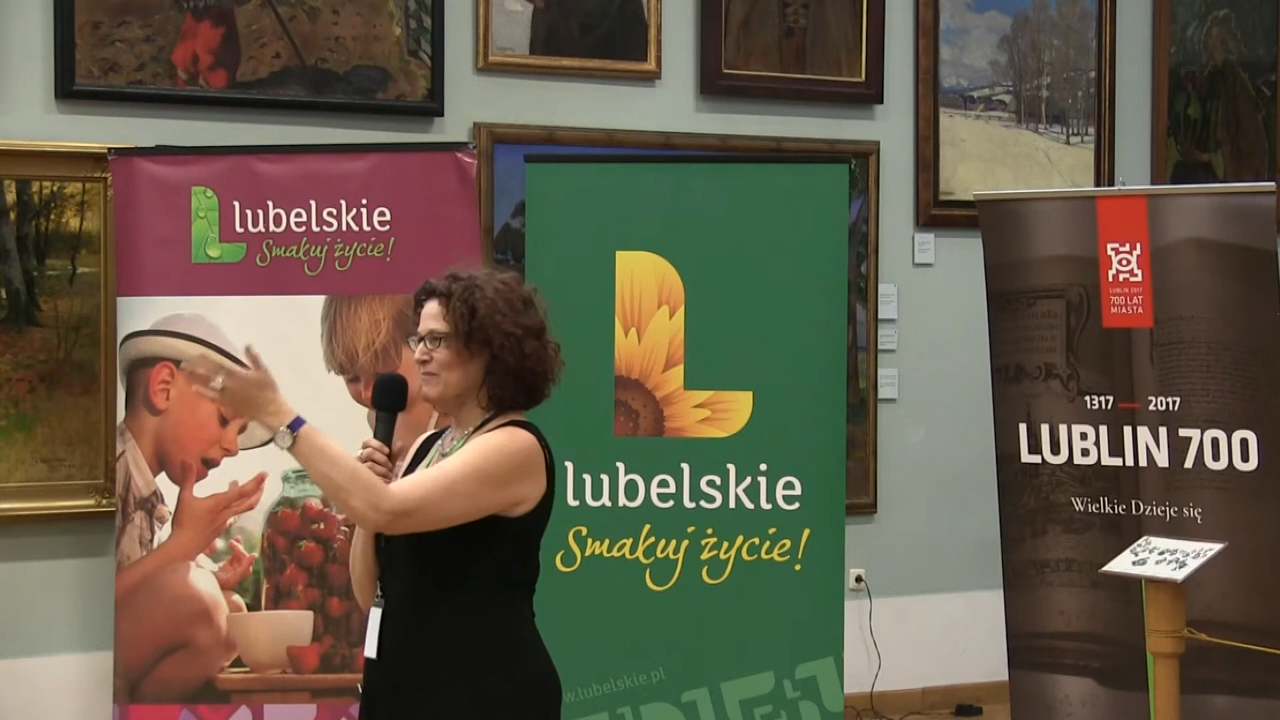 lubelskie
Smakuj życie!
lubelskie
Smakuj życie!
www.lubelskie.pl
LUBLIN 2017
700 LAT
MIASTA
1317 — 2017
LUBLIN 700
Wielkie Dzieje się